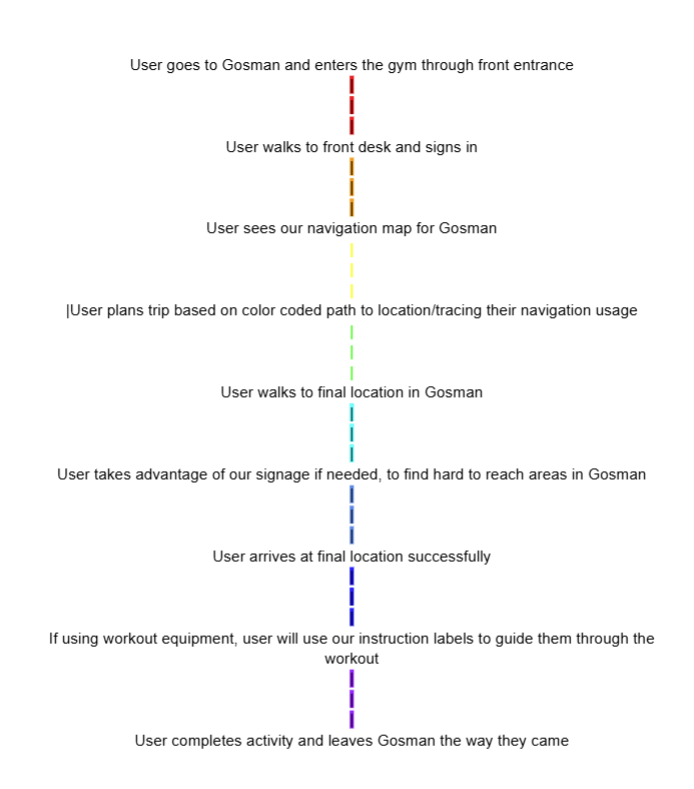 User goes to Gosman and enters the gym through front entrance
User walks to front desk and signs in
User sees our navigation map for Gosman
|User plans trip based on color coded path to location/tracing their navigation usage
User walks to final location in Gosman
User takes advantage of our signage if needed, to find hard to reach areas in Gosman
User arrives at final location successfully
If using workout equipment, user will use our instruction labels to guide them through the
workout
User completes activity and leaves Gosman the way they came